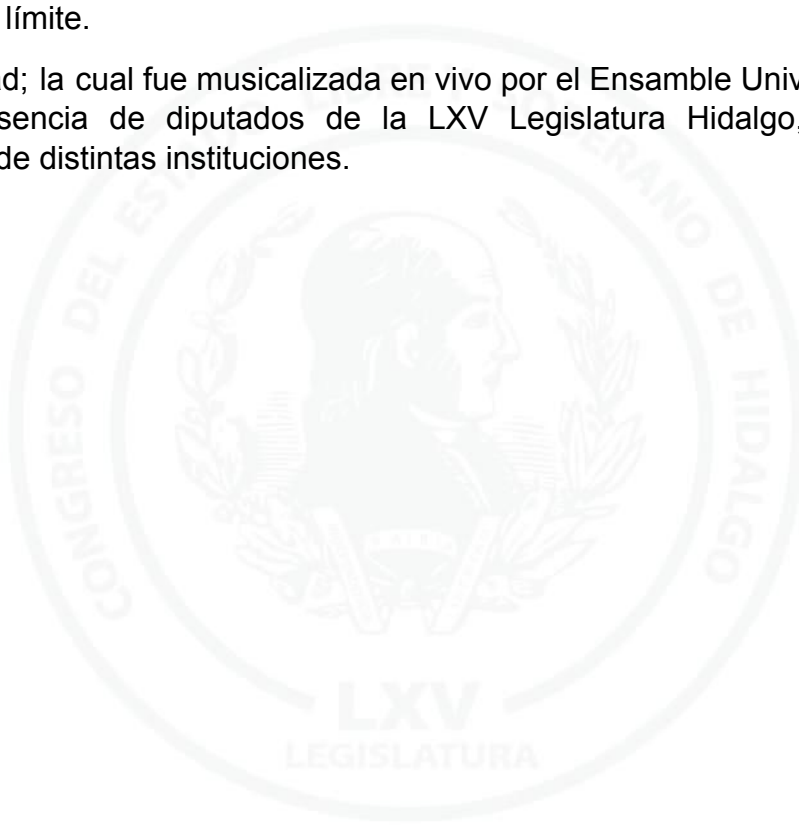 límite.
ad; la cual fue musicalizada en vivo por el Ensamble Univ
sencia de diputados de la LXV Legislatura Hidalgo,
de distintas instituciones.
CONGRESO DEL ESTADO LIBRE Y SOBERANO DE HIDALGO
LXV
LEGISLATURA